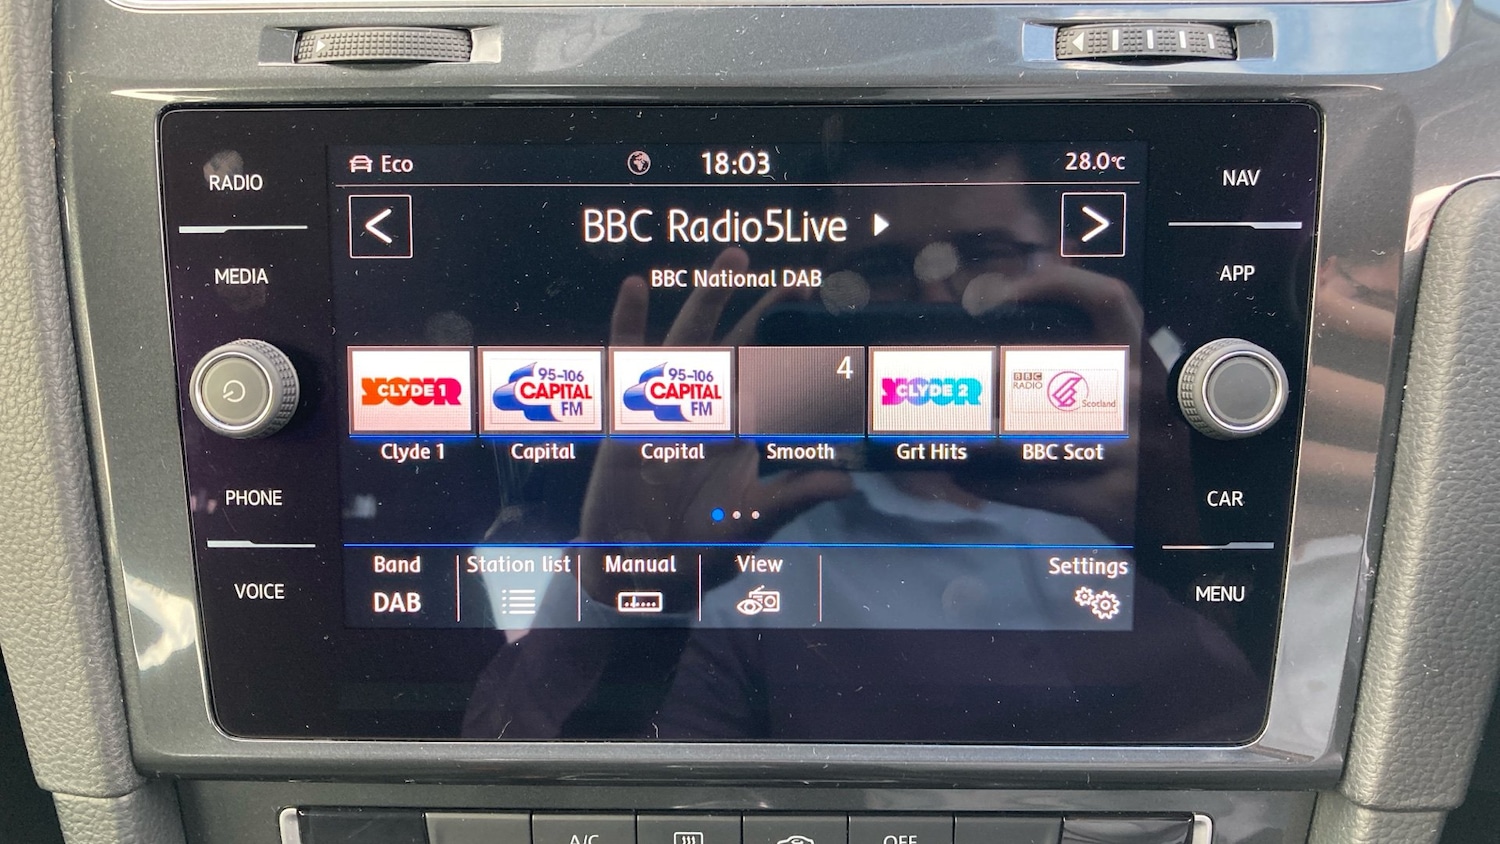 RADIO
MEDIA
PHONE
VOICE
Eco
18:03
28.0°C
< BBC Radio5Live >
BBC National DAB
CLYDE 1
95-106
CAPITAL
FM
95-106
CAPITAL
FM
4
CLYDE 2
BBC
RADIO
Scotland
Clyde 1
Capital
Capital
Smooth
Grt Hits
BBC Scot
Band
DAB
Station list
Manual
View
Settings
NAV
APP
CAR
MENU
A/C
OFF